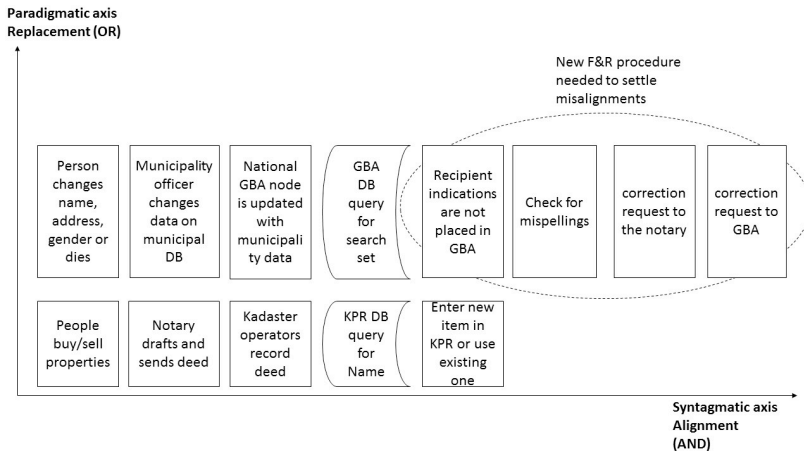 Paradigmatic axis
Replacement (OR)
New F&R procedure
needed to settle
misalignments
Person
changes
name,
address,
gender or
dies
Municipality
officer
changes
data on
municipal
DB
National
GBA node
is updated
with
municipali
ty data
GBA
DB
query
for
search
set
Recipient
indications
are not
placed in
GBA
Check for
mispellings
correction
request to
the notary
correction
request to
GBA
People
buy/sell
properties
Notary
drafts and
sends deed
Kadaster
operators
record
deed
KPR DB
query
for
Name
Enter new
item in
KPR or use
existing
one
Syntagmatic axis
Alignment
(AND)